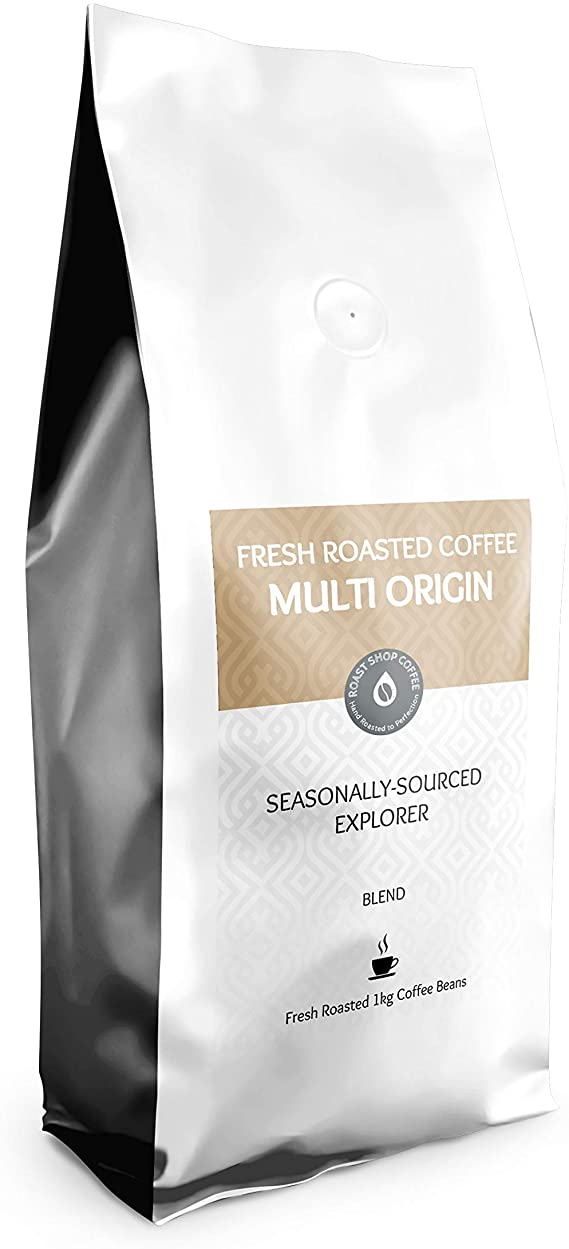 FRESH ROASTED COFFEE
MULTI ORIGIN
ROAST SHOP COFFEE
Hand Roasted to Perfection
SEASONALLY-SOURCED
EXPLORER
BLEND
Fresh Roasted 1kg Coffee Beans